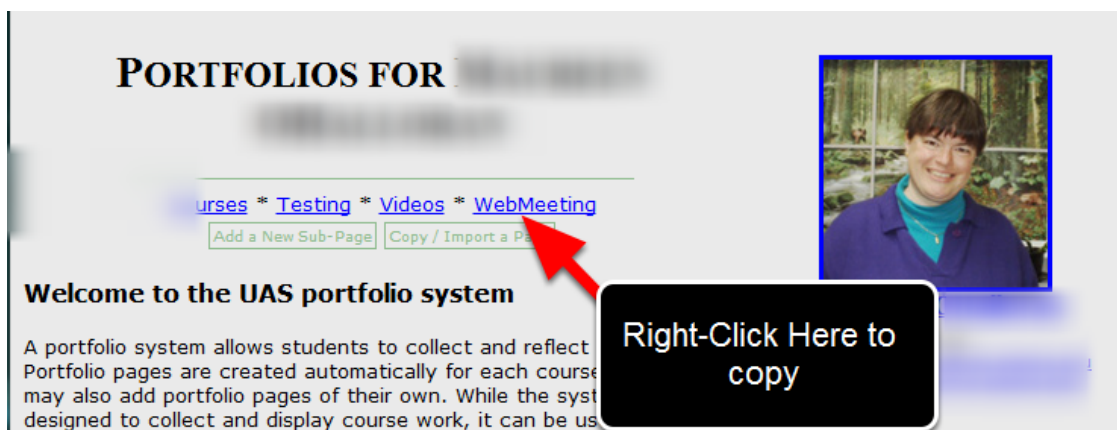 PORTFOLIOS FOR
urses * Testing * Videos * WebMeeting
Add a New Sub-Page Copy / Import a
Welcome to the UAS portfolio system
A portfolio system allows students to collect and reflect
Portfolio pages are created automatically for each course
may also add portfolio pages of their own. While the syst
designed to collect and display course work, it can be us
Right-Click Here to
copy